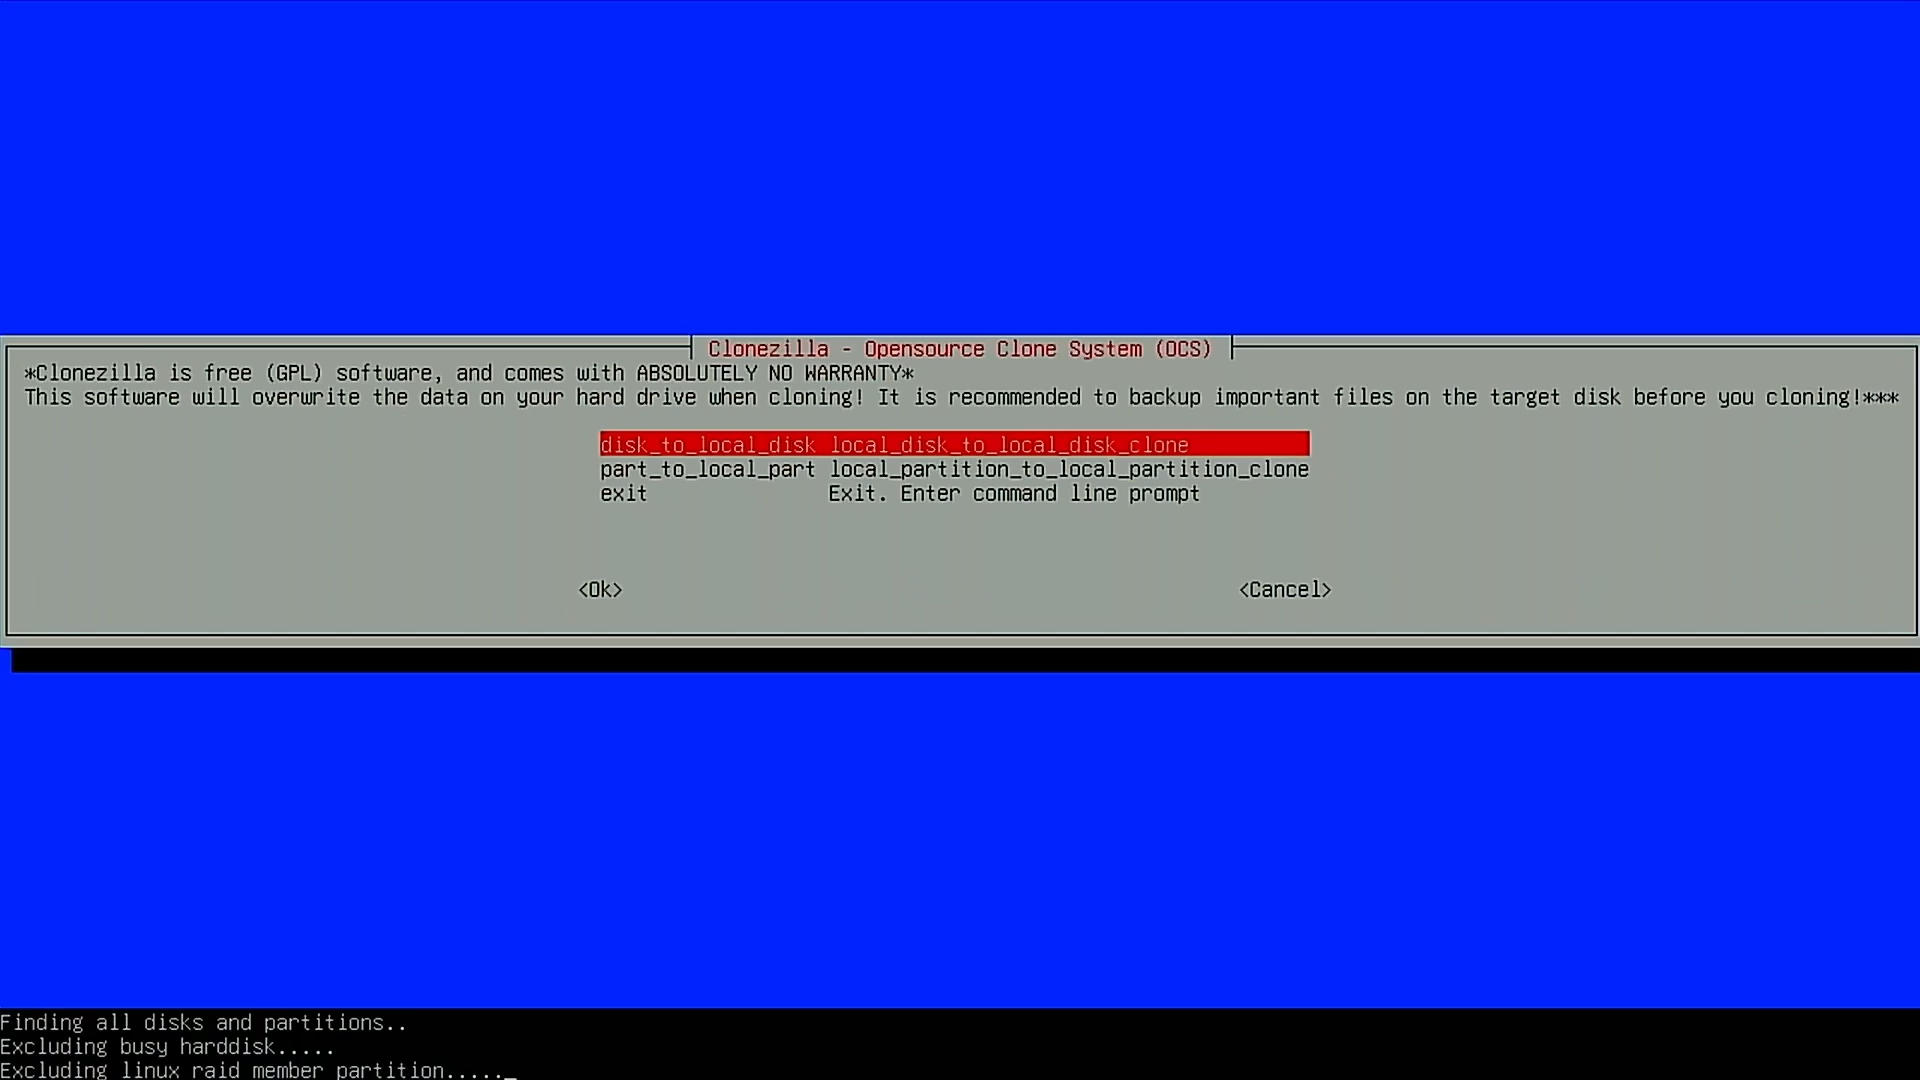 Clonezilla - Opensource Clone System (OCS)
*Clonezilla is free (GPL) software, and comes with ABSOLUTELY NO WARRANTY*
This software will overwrite the data on your hard drive when cloning! It is recommended to backup important files on the target disk before you cloning!***
disk_to_local_disk local_disk_to_local_disk_clone
part_to_local_part local_partition_to_local_partition_clone
exit Exit. Enter command line prompt
<Ok> <Cancel>
Finding all disks and partitions..
Excluding busy harddisk.....
Excluding linux raid member partition....._